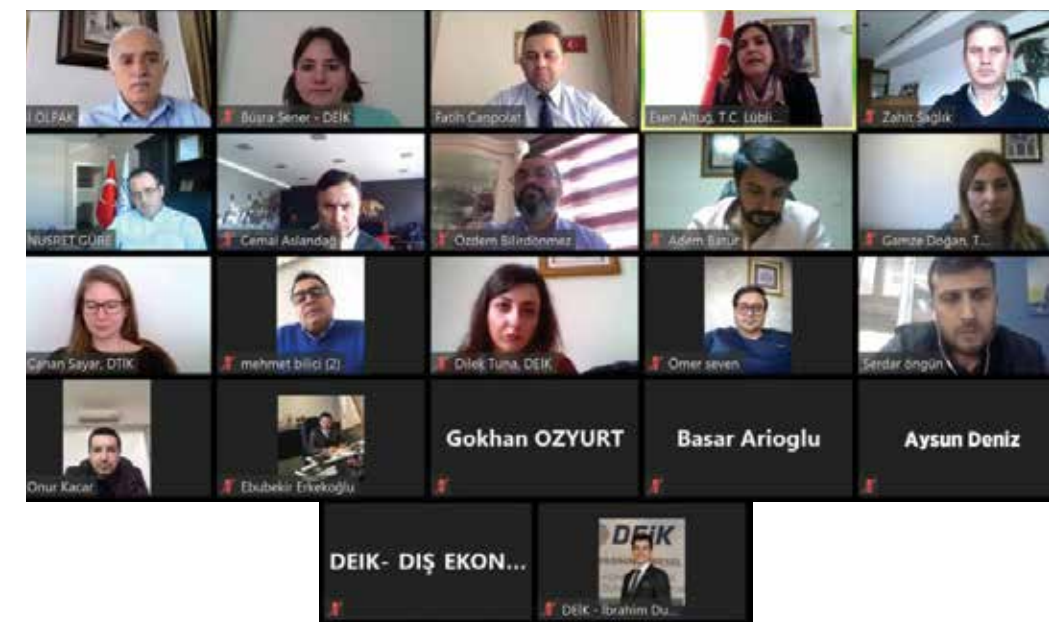 İ OLPAK
Büşra Şener - DEİK
Fatih Canpolat
Esen Altuğ, T.C. Lübli...
Zahit Sağlık
NUSRET GÜRE
Cemal Aslandağ
Özdem Bilirdönmez
Adem Batur
Gamze Doğan, T...
Canan Sayar, DTİK
mehmet bilici (2)
Dilek Tuna, DEİK
Ömer seven
Serdar öngün
Onur Kacar
Ebubekir Erkekoğlu
Gokhan OZYURT
Basar Arioglu
Aysun Deniz
DEIK- DIŞ EKON...
DEİK
DEİK - İbrahim Du...